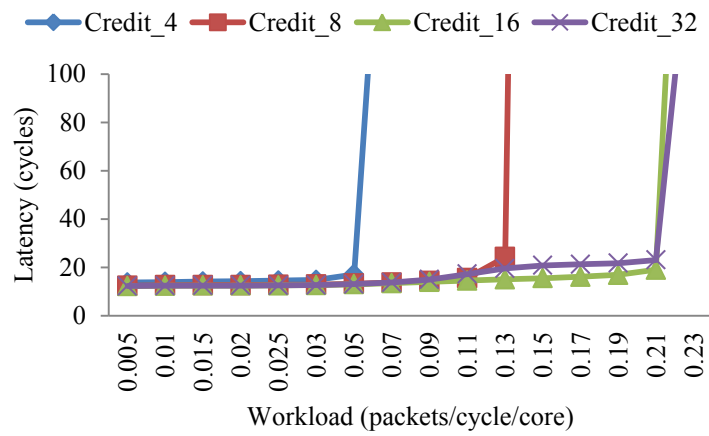 Credit_4 Credit_8 Credit_16 Credit_32
100
80
60
40
20
0
Latency (cycles)
0.005 0.01 0.015 0.02 0.025 0.03 0.05 0.07 0.09 0.11 0.13 0.15 0.17 0.19 0.21 0.23
Workload (packets/cycle/core)